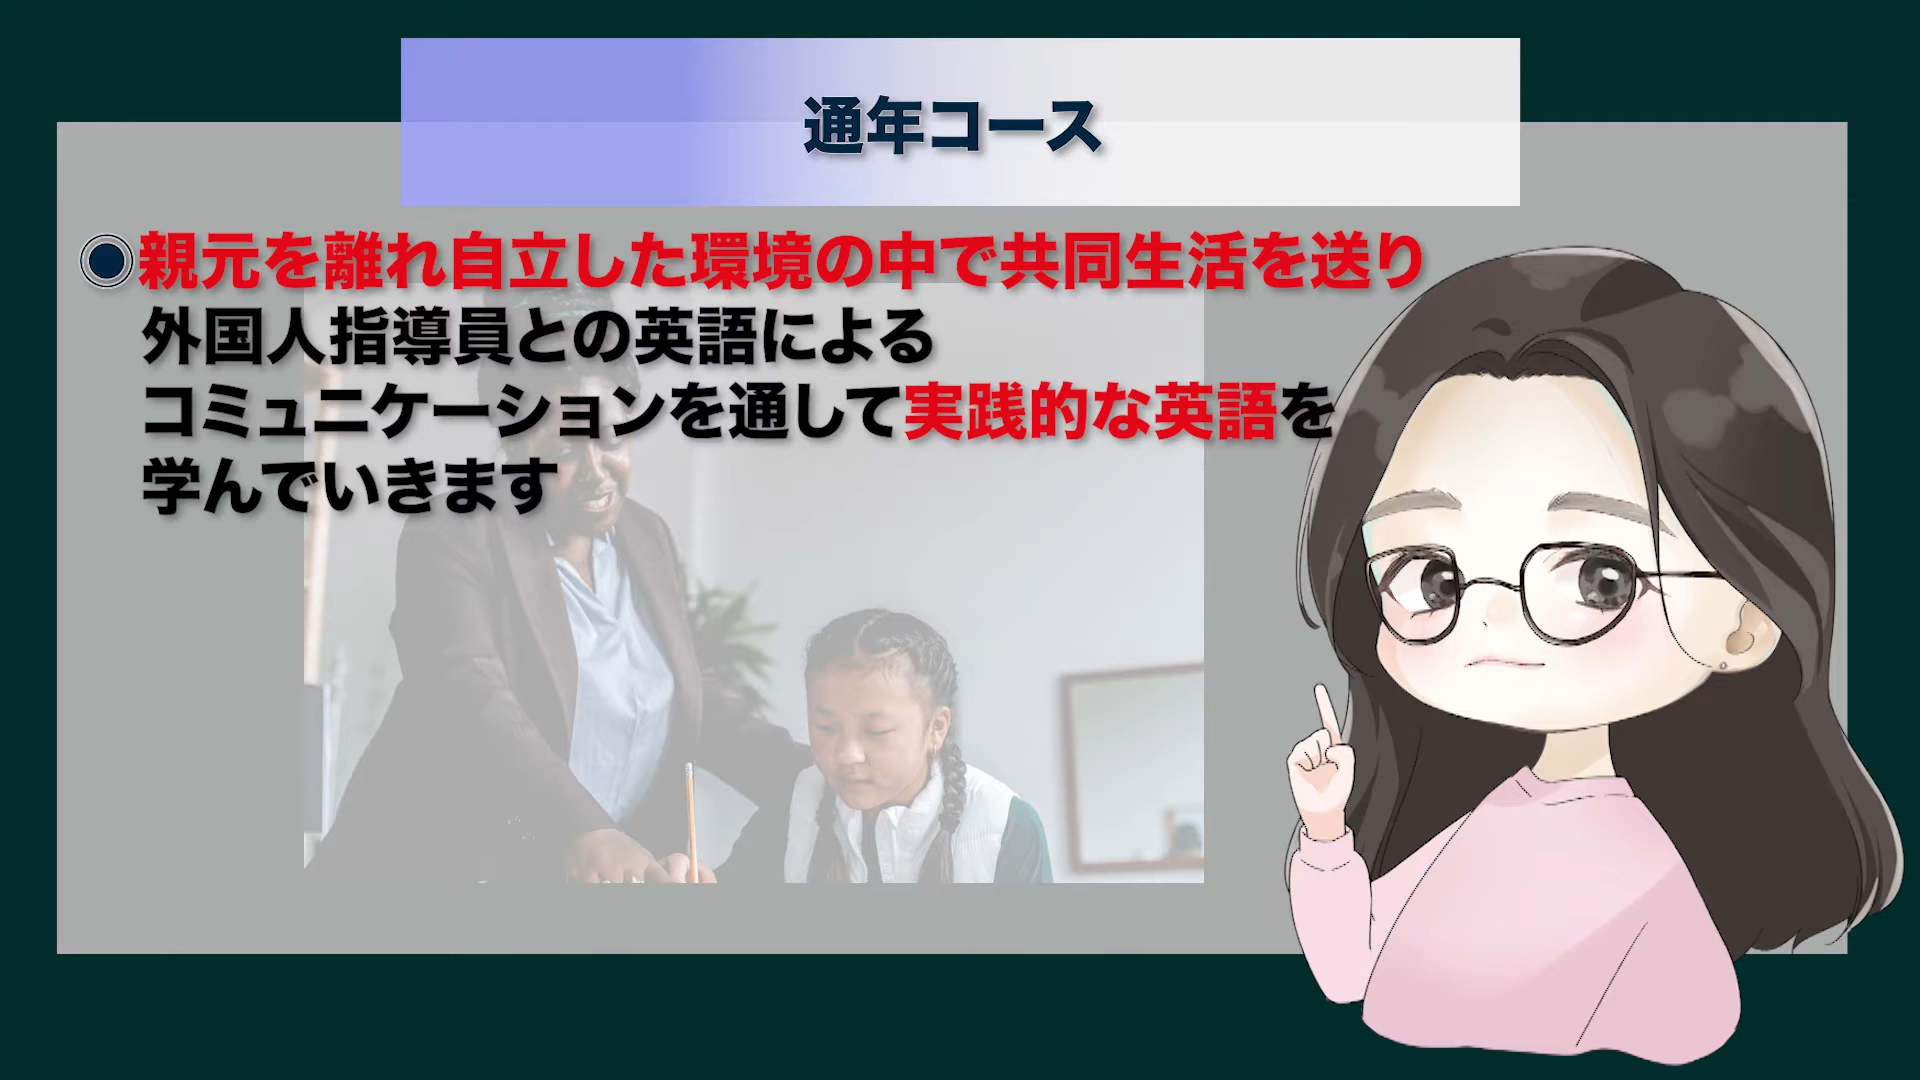 通年コース
◉親元を離れ自立した環境の中で共同生活を送り
外国人指導員との英語による
コミュニケーションを通して実践的な英語を
学んでいきます